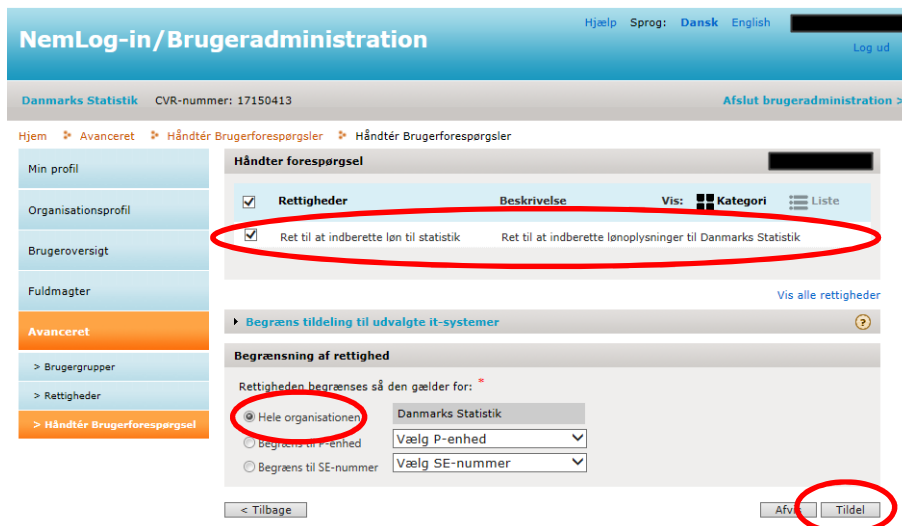 Hjælp Sprog: Dansk English
NemLog-in/Brugeradministration
Log ud
Danmarks Statistik CVR-nummer: 17150413 Afslut brugeradministration >
Hjem Avanceret Håndtér Brugerforespørgsler Håndtér Brugerforespørgsler
Min profil
Organisationsprofil
Brugeroversigt
Fuldmagter
Avanceret
> Brugergrupper
> Rettigheder
> Håndtér Brugerforespørgsel
Håndter forespørgsel
Rettigheder Beskrivelse Vis: Kategori Liste
Ret til at indberette løn til statistik Ret til at indberette lønoplysninger til Danmarks Statistik
Vis alle rettigheder
Begræns tildeling til udvalgte it-systemer ?
Begrænsning af rettighed
Rettigheden begrænses så den gælder for: *
Hele organisationen Danmarks Statistik
Begræns til P-enhed Vælg P-enhed
Begræns til SE-nummer Vælg SE-nummer
< Tilbage Afvis Tildel